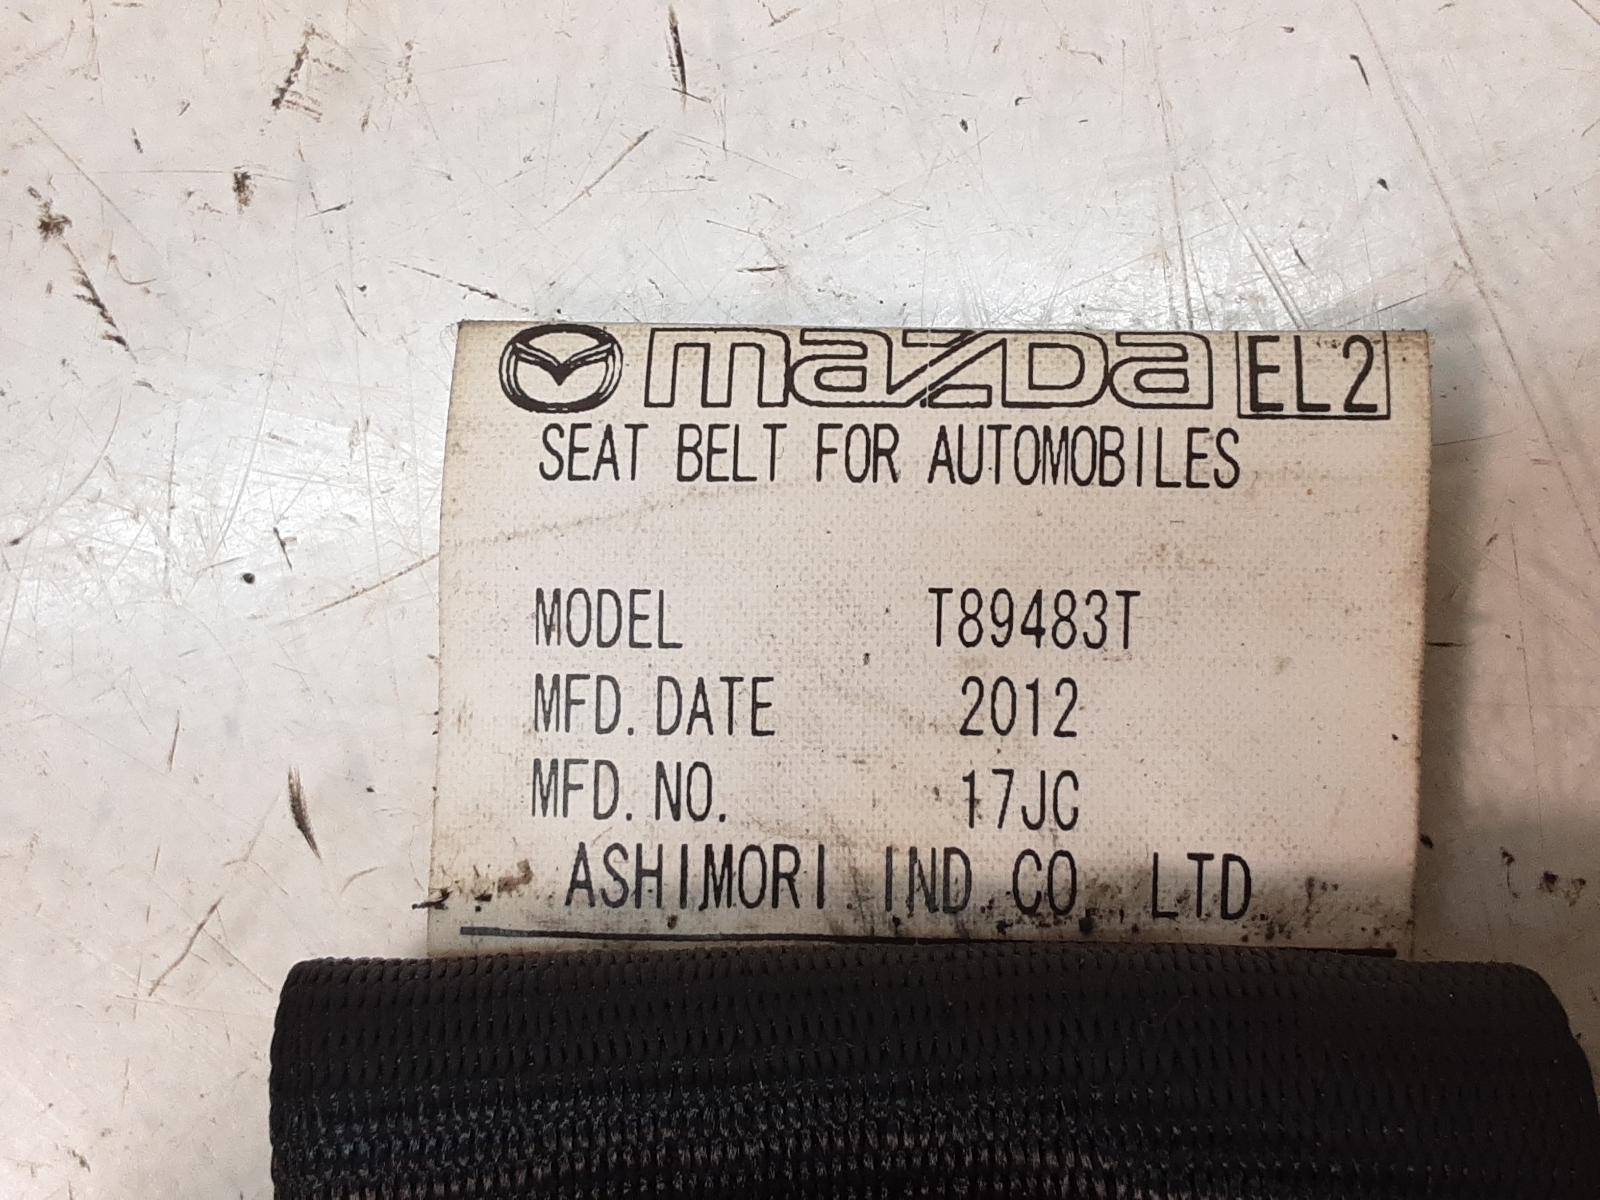 mazda EL2
SEAT BELT FOR AUTOMOBILES
MODEL T89483T
MFD. DATE 2012
MFD. NO. 17JC
ASHIMORI IND. CO., LTD